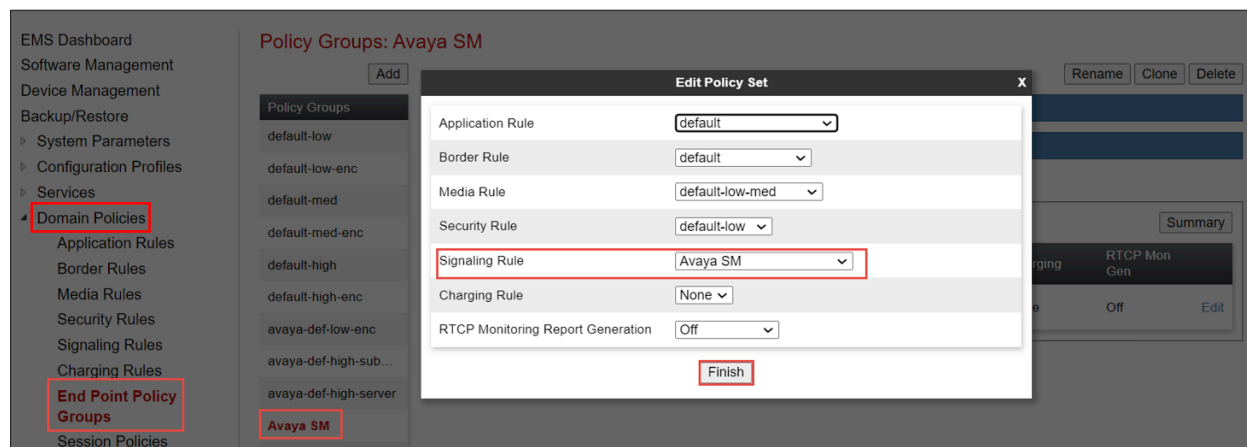 EMS Dashboard
Software Management
Device Management
Backup/Restore
System Parameters
Configuration Profiles
Services
Domain Policies
Application Rules
Border Rules
Media Rules
Security Rules
Signaling Rules
Charging Rules
End Point Policy
Groups
Session Policies
Policy Groups: Avaya SM
Add
Rename Clone Delete
Policy Groups
default-low
default-low-enc
default-med
default-med-enc
default-high
default-high-enc
avaya-def-low-enc
avaya-def-high-sub...
avaya-def-high-server
Avaya SM
Edit Policy Set X
Application Rule default
Border Rule default
Media Rule default-low-med
Security Rule default-low
Signaling Rule Avaya SM
Charging Rule None
RTCP Monitoring Report Generation Off
Finish
Summary
rging RTCP Mon
Gen
e Off Edit